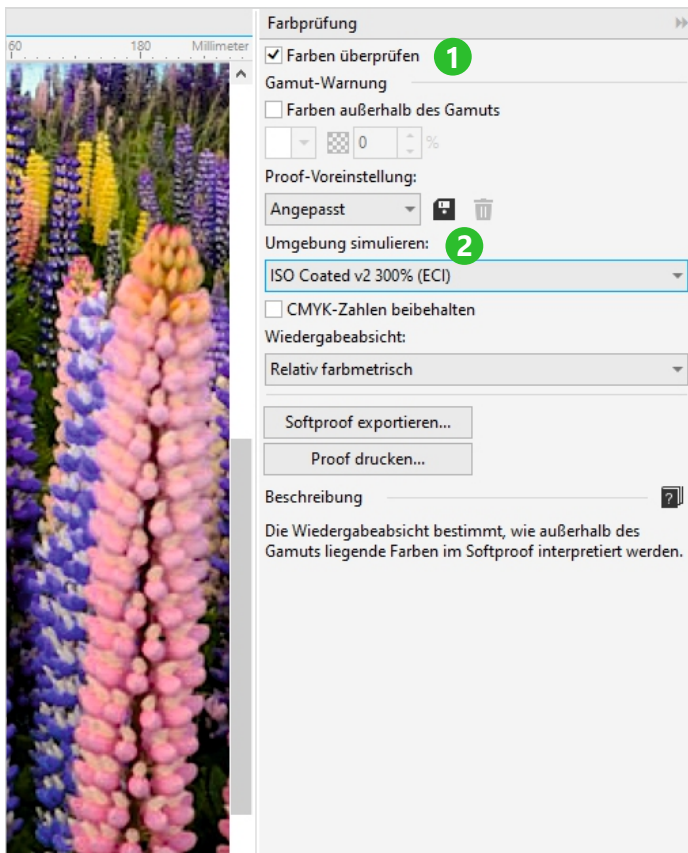 Farbprüfung
60 180 Millimeter
Farben überprüfen 1
Gamut-Warnung
Farben außerhalb des Gamuts
0 %
Proof-Voreinstellung:
Angepasst
Umgebung simulieren: 2
ISO Coated v2 300% (ECI)
CMYK-Zahlen beibehalten
Wiedergabeabsicht:
Relativ farbmetrisch
Softproof exportieren...
Proof drucken...
Beschreibung ?
Die Wiedergabeabsicht bestimmt, wie außerhalb des
Gamuts liegende Farben im Softproof interpretiert werden.